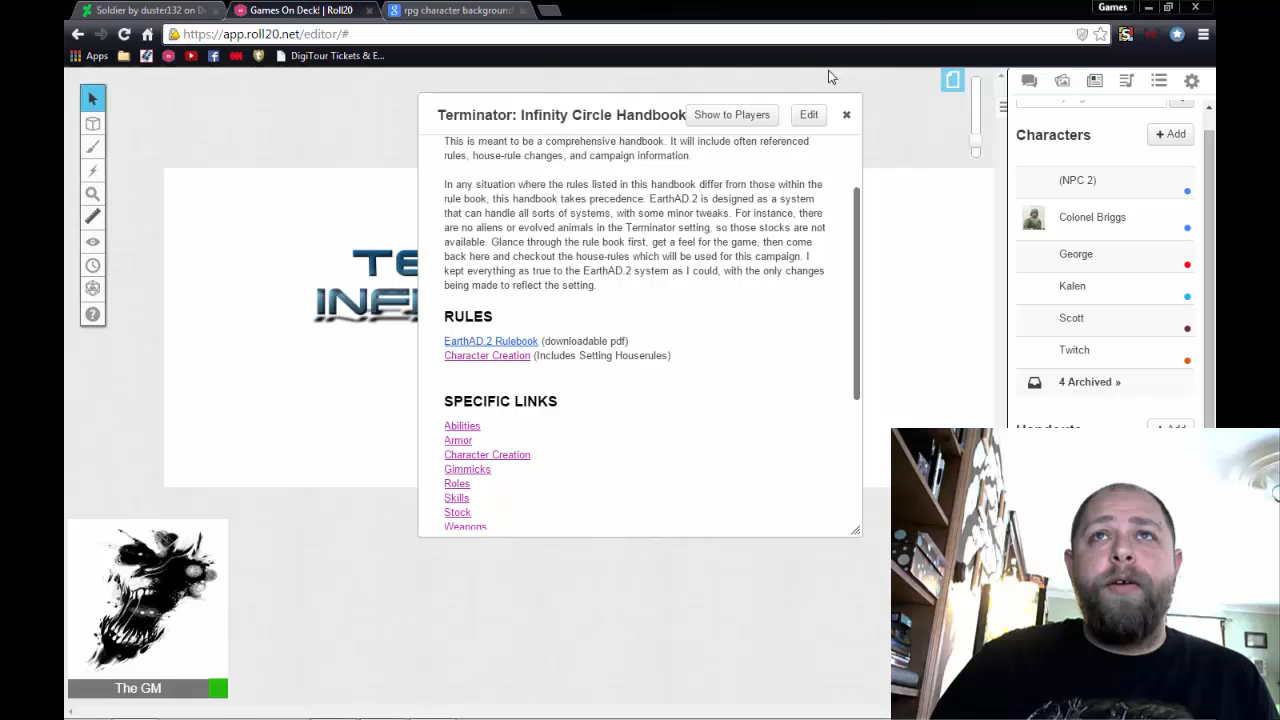 Soldier by duster132 on D
Games On Deck! | Roll20
rpg character background
Games
https://app.roll20.net/editor/#
Apps
DigiTour Tickets & E...
Terminator: Infinity Circle Handbook
Show to Players
Edit
This is meant to be a comprehensive handbook. It will include often referenced
rules, house-rule changes, and campaign information.
In any situation where the rules listed in this handbook differ from those within the
rule book, this handbook takes precedence. EarthAD.2 is designed as a system
that can handle all sorts of systems, with some minor tweaks. For instance, there
are no aliens or evolved animals in the Terminator setting, so those stocks are not
available. Glance through the rule book first, get a feel for the game, then come
back here and checkout the house-rules which will be used for this campaign. I
kept everything as true to the EarthAD.2 system as I could, with the only changes
being made to reflect the setting.
RULES
EarthAD.2 Rulebook (downloadable pdf)
Character Creation (Includes Setting Houserules)
SPECIFIC LINKS
Abilities
Armor
Character Creation
Gimmicks
Roles
Skills
Stock
Weapons
TE
INF
Characters
+ Add
(NPC 2)
Colonel Briggs
George
Kalen
Scott
Twitch
4 Archived »
The GM